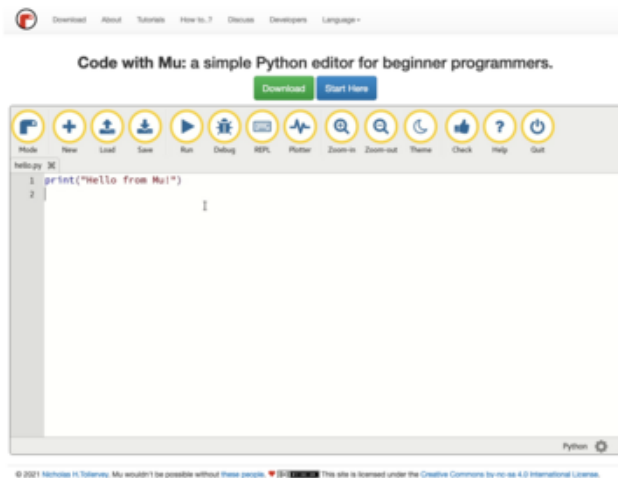 Download About Tutorials How to..? Discuss Developers Language
Code with Mu: a simple Python editor for beginner programmers.
Download Start Here
Mode New Load Save Run Debug REPL Plotter Zoom-in Zoom-out Theme Check Help Quit
hello.py
1 print("Hello from Mu!")
2
Python
© 2021 Nicholas H.Tollervey. Mu wouldn't be possible without these people. This site is licensed under the Creative Commons by-nc-sa 4.0 International License.